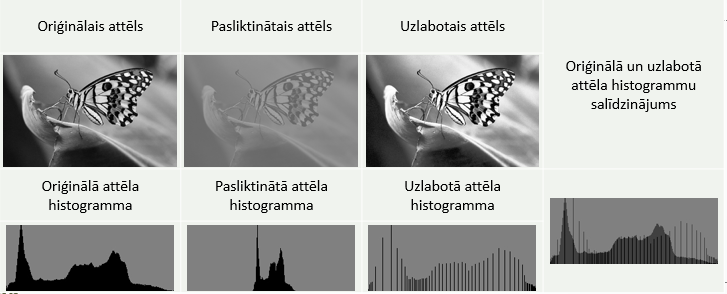 Oriģinālais attēls
Pasliktinātais attēls
Uzlabotais attēls
Oriģinālā un uzlabotā
attēla histogrammu
salīdzinājums
Oriģinālā attēla
histogramma
Pasliktinātā attēla
histogramma
Uzlabotā attēla
histogramma